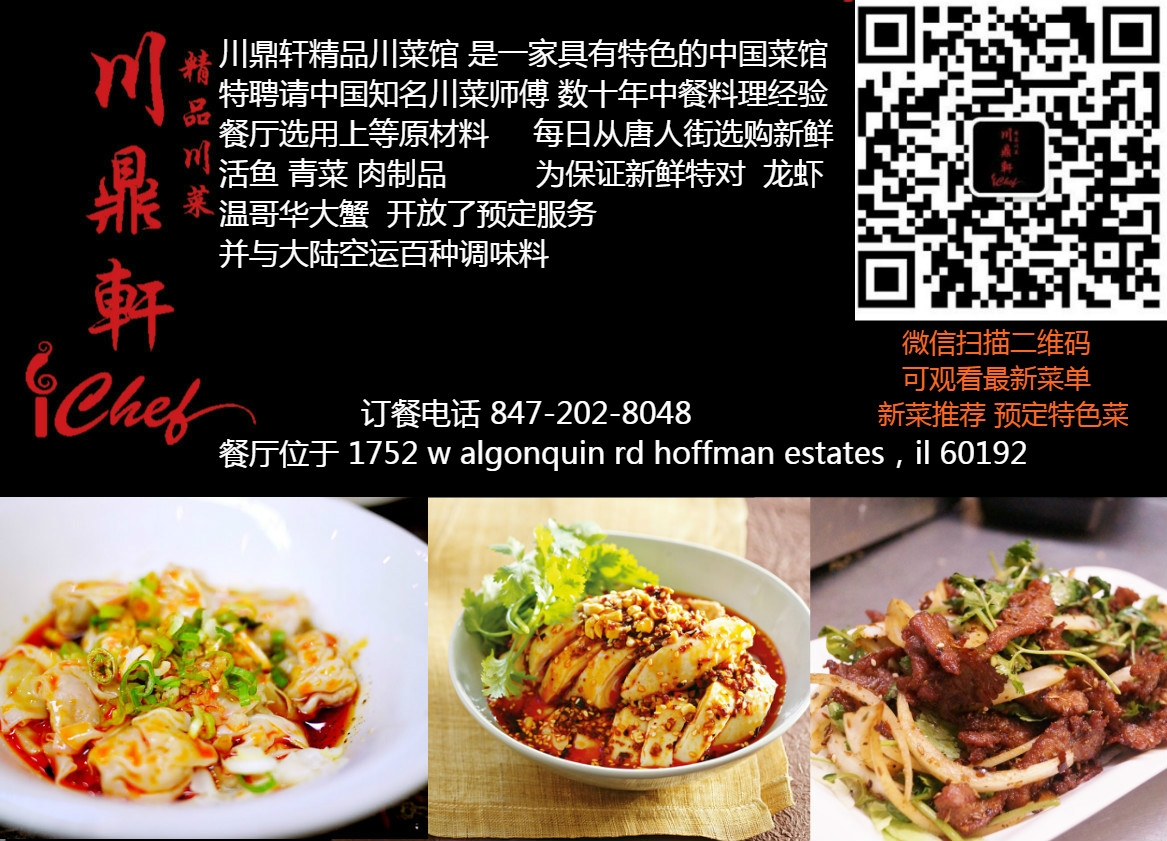 川鼎軒
精品川菜
iChef
川鼎轩精品川菜馆 是一家具有特色的中国菜馆
特聘请中国知名川菜师傅 数十年中餐料理经验
餐厅选用上等原材料 每日从唐人街选购新鲜
活鱼 青菜 肉制品 为保证新鲜特对 龙虾
温哥华大蟹 开放了预定服务
并与大陆空运百种调味料
订餐电话 847-202-8048
餐厅位于 1752 w algonquin rd hoffman estates，il 60192
微信扫描二维码
可观看最新菜单
新菜推荐 预定特色菜